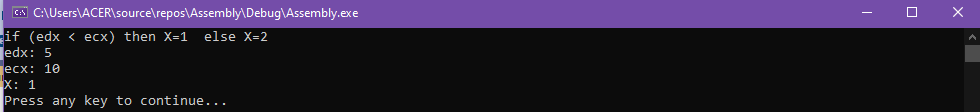 C:\Users\ACER\source\repos\Assembly\Debug\Assembly.exe
if (edx < ecx) then X=1  else X=2
edx: 5
ecx: 10
X: 1
Press any key to continue...